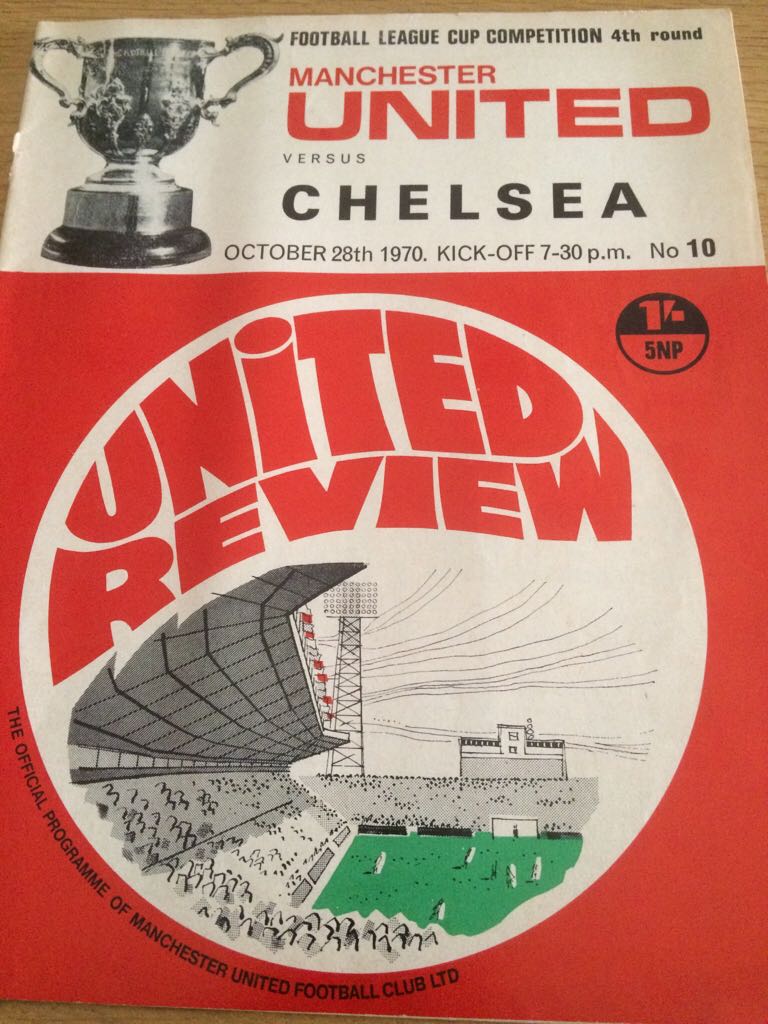 FOOTBALL LEAGUE CUP COMPETITION 4th round
MANCHESTER
UNITED
VERSUS
CHELSEA
OCTOBER 28th 1970. KICK-OFF 7-30 p.m. No 10
1/-
5NP
UNiTED
REVIEW
THE OFFICIAL PROGRAMME OF MANCHESTER UNITED FOOTBALL CLUB LTD